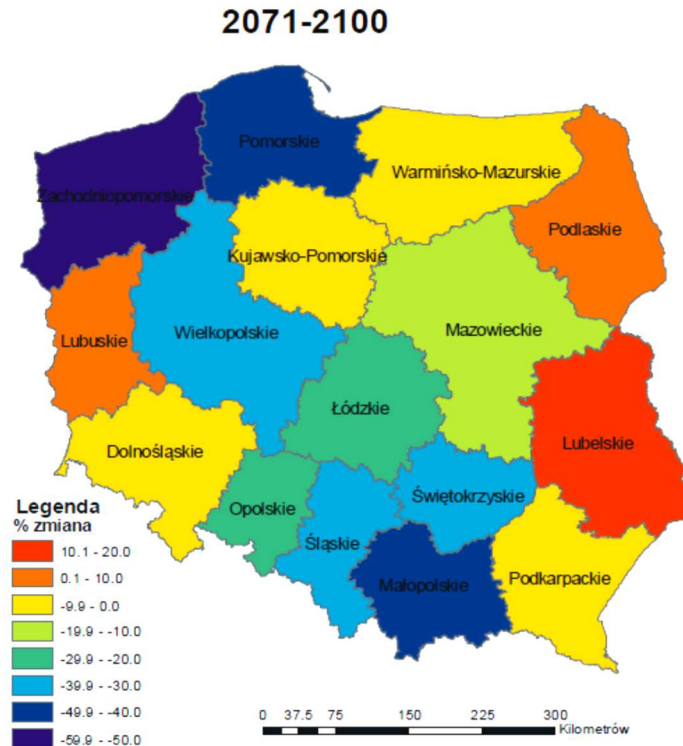 2071-2100
Pomorskie
Warmińsko-Mazurskie
Zachodniopomorskie
Podlaskie
Kujawsko-Pomorskie
Lubuskie
Wielkopolskie
Mazowieckie
Łódzkie
Lubelskie
Dolnośląskie
Opolskie
Świętokrzyskie
Śląskie
Małopolskie
Podkarpackie
Legenda
% zmiana
10.1 - 20.0
0.1 - 10.0
-9.9 - 0.0
-19.9 - -10.0
-29.9 - -20.0
-39.9 - -30.0
-49.9 - -40.0
-59.9 - -50.0
0 37.5 75 150 225 300
Kilometrów